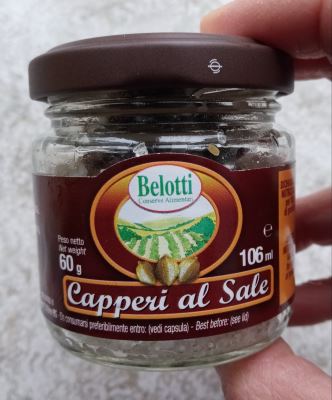 Belotti
Conserve Alimentari
Peso netto
Net weight
60 g
106 ml
℮
Capperi al Sale
Da consumarsi preferibilmente entro: (vedi capsula) - Best before: (see lid)